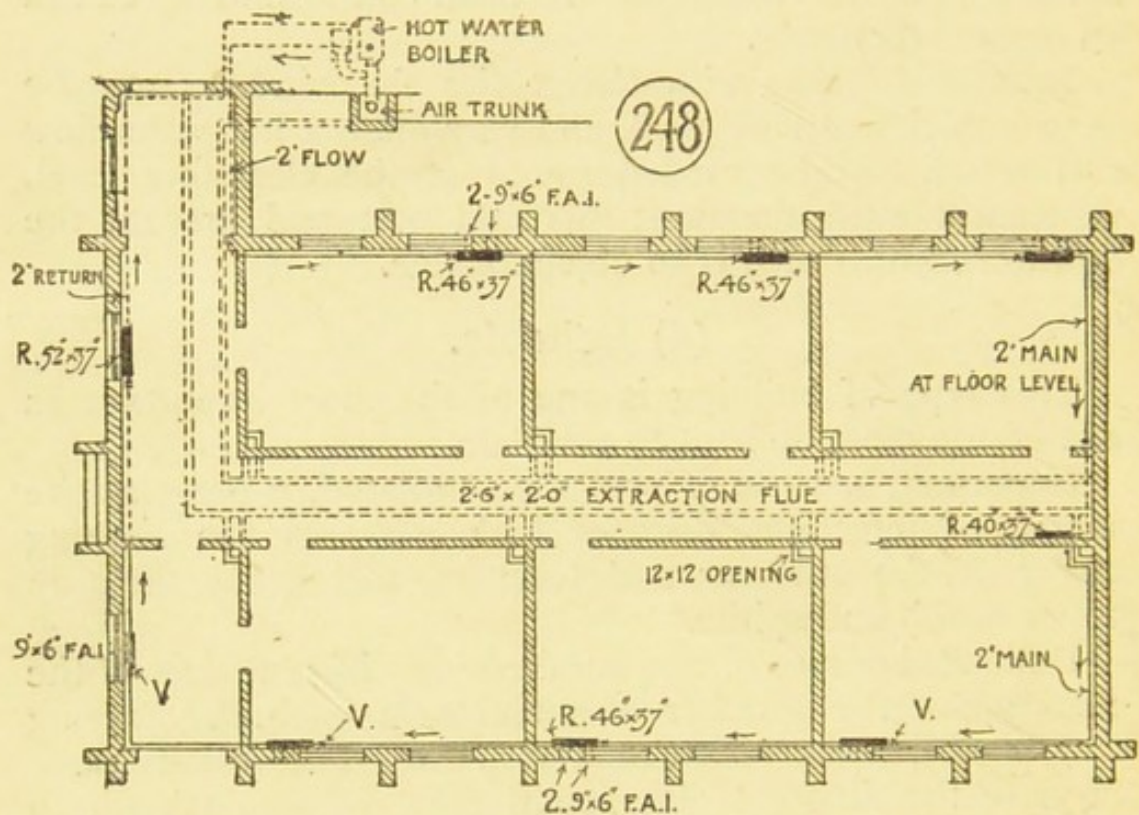 HOT WATER
BOILER
AIR TRUNK
248
2" FLOW
2-9"x6" F.A.I.
2" RETURN
R.46"x37"
R.46"x37"
R.52"x37"
2" MAIN
AT FLOOR LEVEL
2-6" x 2-0" EXTRACTION FLUE
R.40"x37"
12x12 OPENING
9"x6" F.A.I.
V
2" MAIN
V.
R.46"x37"
V.
2.9"x6" F.A.I.